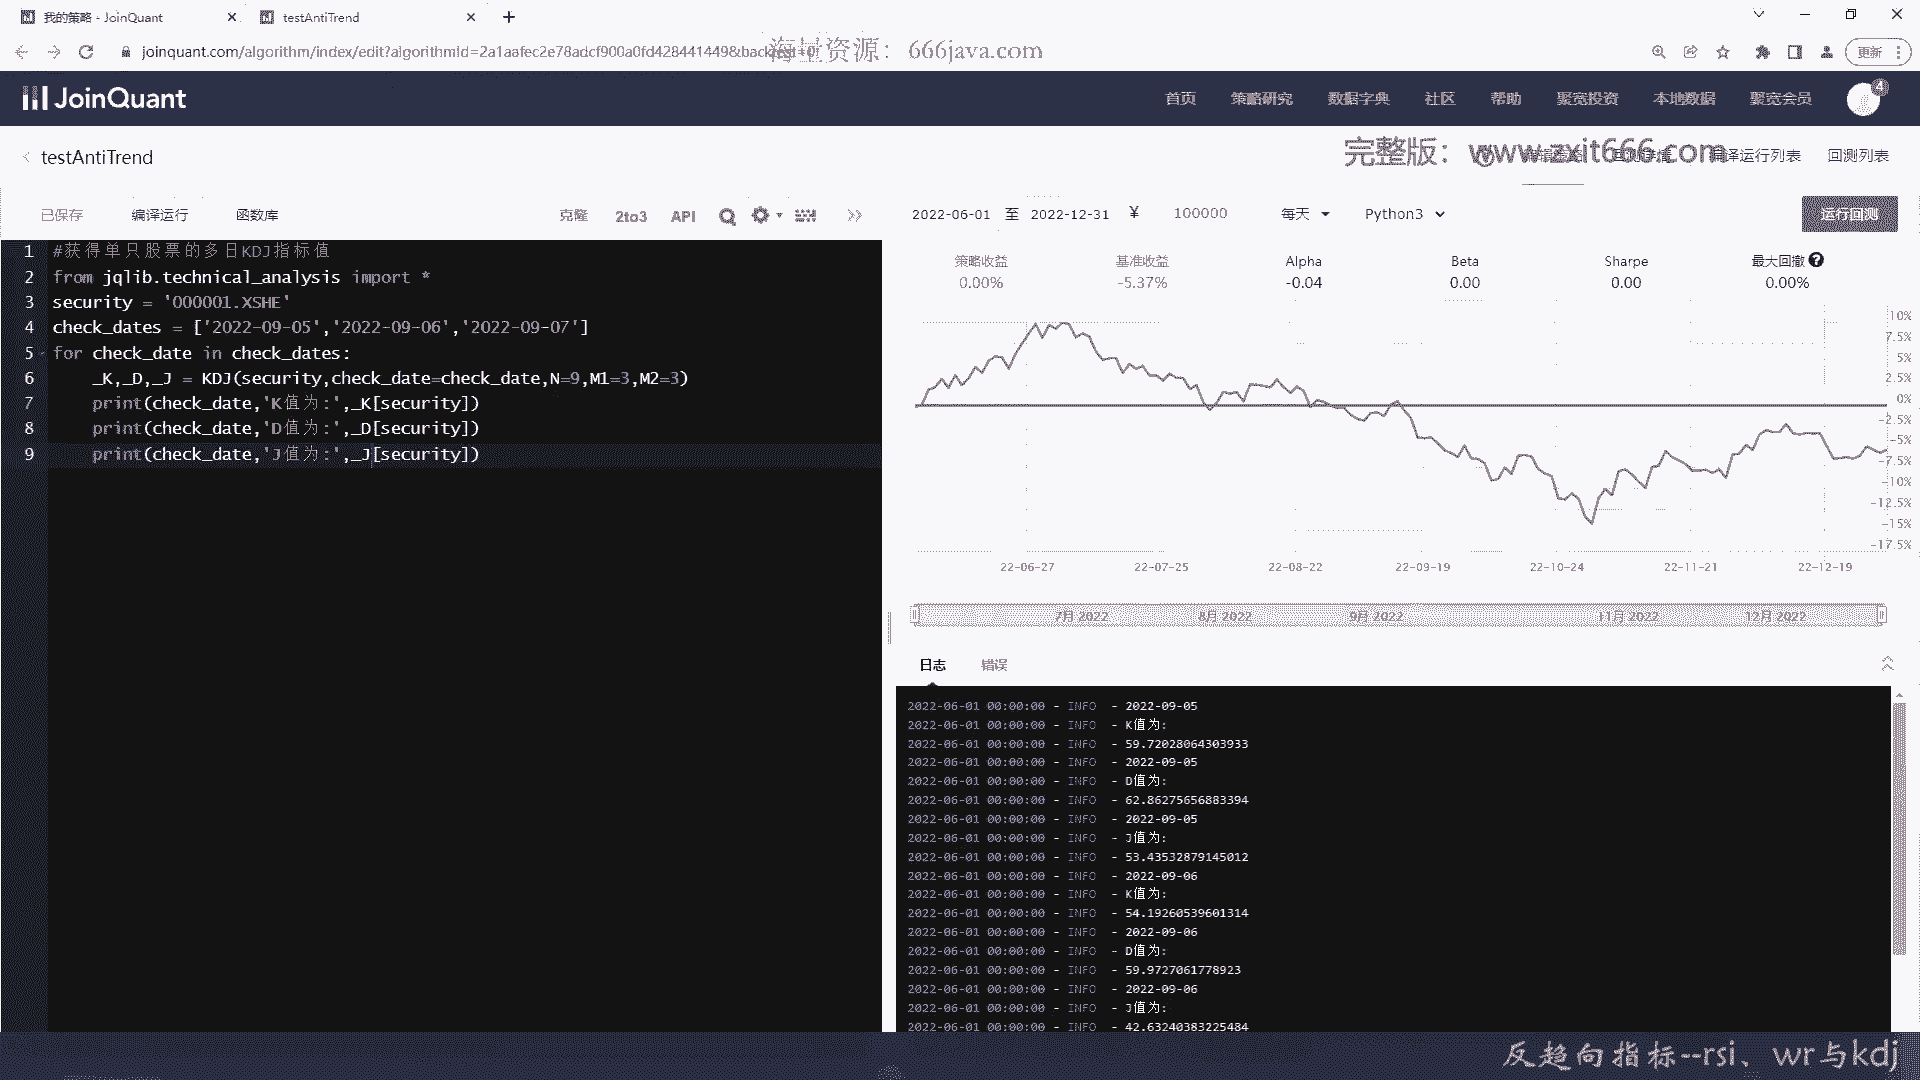 我的策略 - JoinQuant
testAntiTrend
joinquant.com/algorithm/index/edit?algorithmId=2a1aafec2e78adcf900a0fd428441449&backtest=0
海量资源：666java.com
更新
JoinQuant
首页 策略研究 数据字典 社区 帮助 聚宽投资 本地数据 聚宽会员
4
testAntiTrend
完整版：www.zxit666.com
编译运行列表 回测列表
已保存 编译运行 函数库 克隆 2to3 API
2022-06-01 至 2022-12-31 ¥ 100000 每天 Python3 运行回测
1 #获得单只股票的多日KDJ指标值
2 from jqlib.technical_analysis import *
3 security = '000001.XSHE'
4 check_dates = ['2022-09-05','2022-09-06','2022-09-07']
5 for check_date in check_dates:
6 _K,_D,_J = KDJ(security,check_date=check_date,N=9,M1=3,M2=3)
7 print(check_date,'K值为:',_K[security])
8 print(check_date,'D值为:',_D[security])
9 print(check_date,'J值为:',_J[security])
策略收益 基准收益 Alpha Beta Sharpe 最大回撤
0.00% -5.37% -0.04 0.00 0.00 0.00%
10%
7.5%
5%
2.5%
0%
-2.5%
-5%
-7.5%
-10%
-12.5%
-15%
-17.5%
22-06-27 22-07-25 22-08-22 22-09-19 22-10-24 22-11-21 22-12-19
7月 2022 8月 2022 9月 2022 11月 2022 12月 2022
日志 错误
2022-06-01 00:00:00 - INFO - 2022-09-05
2022-06-01 00:00:00 - INFO - K值为:
2022-06-01 00:00:00 - INFO - 59.72028064303933
2022-06-01 00:00:00 - INFO - 2022-09-05
2022-06-01 00:00:00 - INFO - D值为:
2022-06-01 00:00:00 - INFO - 62.86275656883394
2022-06-01 00:00:00 - INFO - 2022-09-05
2022-06-01 00:00:00 - INFO - J值为:
2022-06-01 00:00:00 - INFO - 53.43532879145012
2022-06-01 00:00:00 - INFO - 2022-09-06
2022-06-01 00:00:00 - INFO - K值为:
2022-06-01 00:00:00 - INFO - 54.19260539601314
2022-06-01 00:00:00 - INFO - 2022-09-06
2022-06-01 00:00:00 - INFO - D值为:
2022-06-01 00:00:00 - INFO - 59.9727061778923
2022-06-01 00:00:00 - INFO - 2022-09-06
2022-06-01 00:00:00 - INFO - J值为:
2022-06-01 00:00:00 - INFO - 42.63240383225484
反趋向指标--rsi、wr与kdj